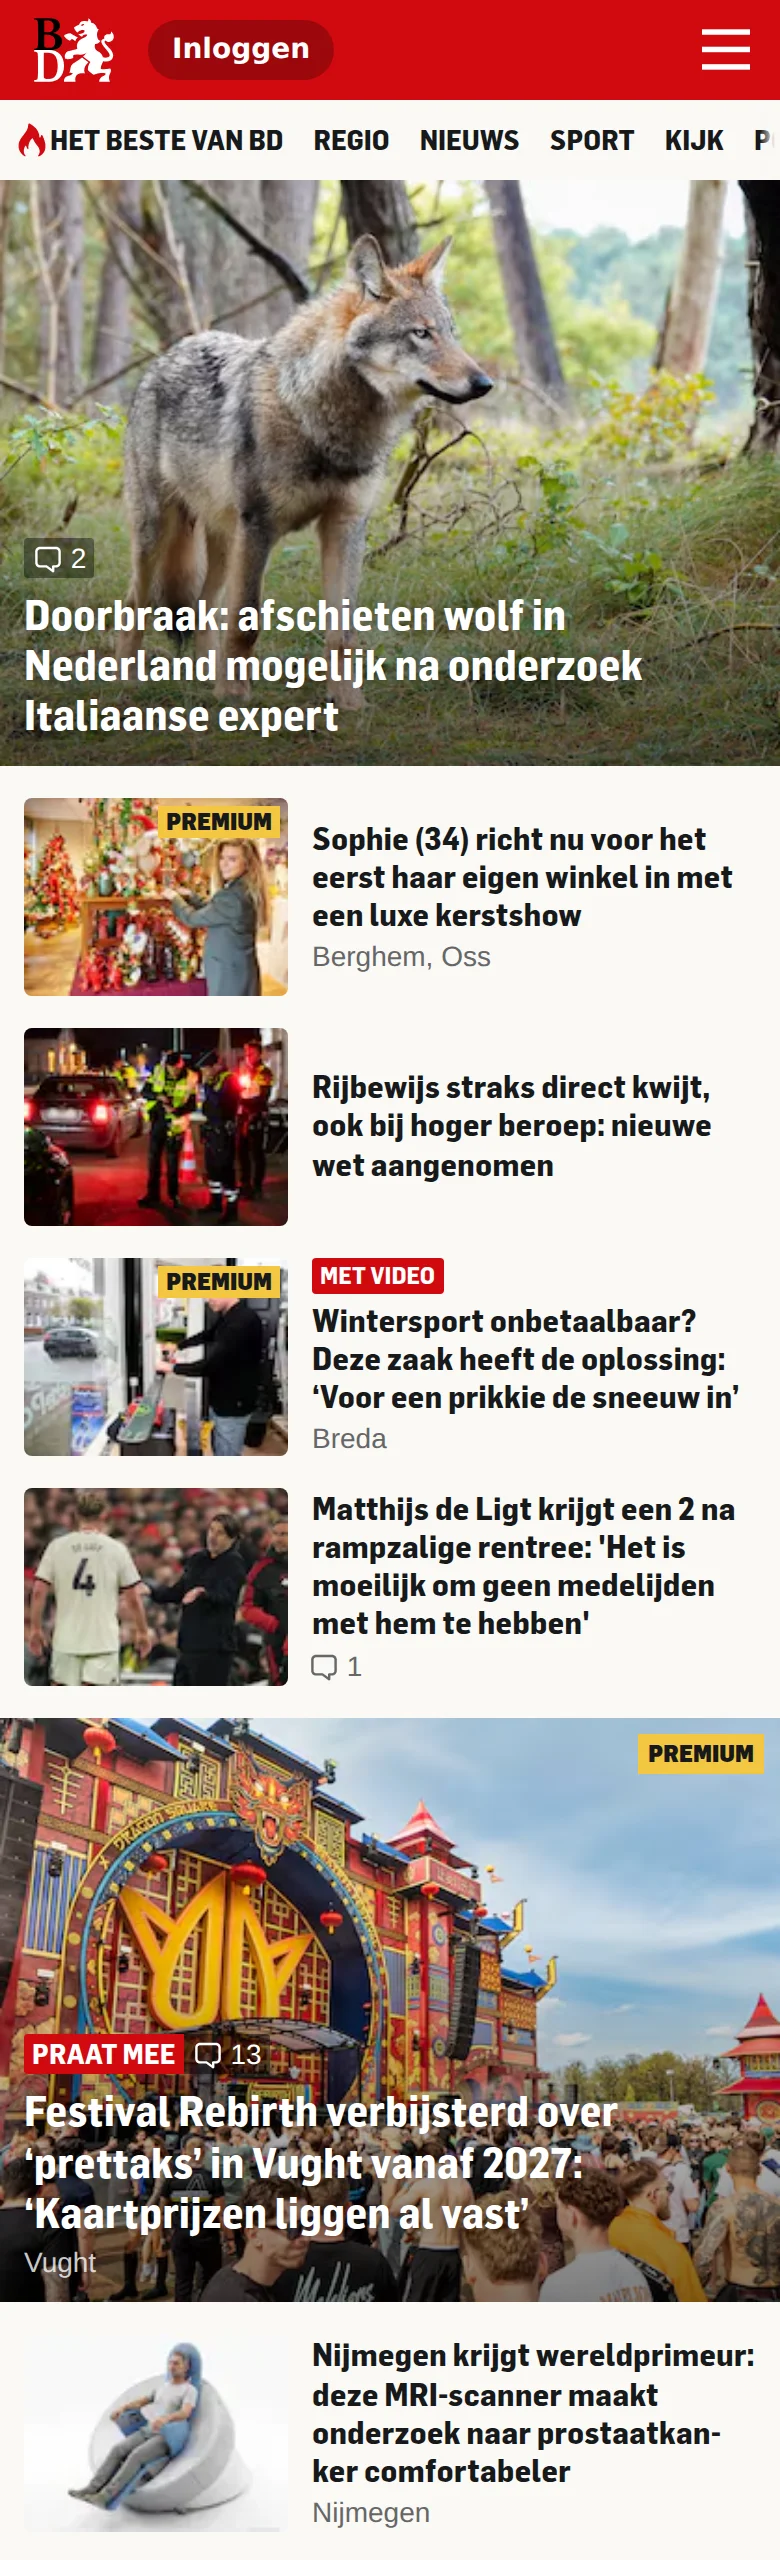 B
D
Inloggen
HET BESTE VAN BD REGIO NIEUWS SPORT KIJK
2
Doorbraak: afschieten wolf in
Nederland mogelijk na onderzoek
Italiaanse expert
PREMIUM
Sophie (34) richt nu voor het
eerst haar eigen winkel in met
een luxe kerstshow
Berghem, Oss
Rijbewijs straks direct kwijt,
ook bij hoger beroep: nieuwe
wet aangenomen
PREMIUM
MET VIDEO
Wintersport onbetaalbaar?
Deze zaak heeft de oplossing:
‘Voor een prikkie de sneeuw in’
Breda
4
Matthijs de Ligt krijgt een 2 na
rampzalige rentree: 'Het is
moeilijk om geen medelijden
met hem te hebben'
1
PREMIUM
DRAGON SQUARE
PRAAT MEE 13
Festival Rebirth verbijsterd over
‘prettaks’ in Vught vanaf 2027:
‘Kaartprijzen liggen al vast’
Vught
Nijmegen krijgt wereldprimeur:
deze MRI-scanner maakt
onderzoek naar prostaatkan-
ker comfortabeler
Nijmegen